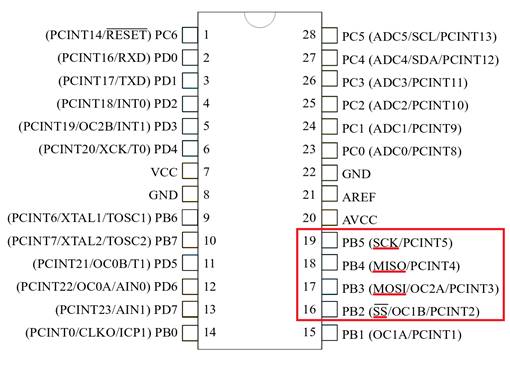 (PCINT14/RESET) PC6 1 28 PC5 (ADC5/SCL/PCINT13)
(PCINT16/RXD) PD0 2 27 PC4 (ADC4/SDA/PCINT12)
(PCINT17/TXD) PD1 3 26 PC3 (ADC3/PCINT11)
(PCINT18/INT0) PD2 4 25 PC2 (ADC2/PCINT10)
(PCINT19/OC2B/INT1) PD3 5 24 PC1 (ADC1/PCINT9)
(PCINT20/XCK/T0) PD4 6 23 PC0 (ADC0/PCINT8)
VCC 7 22 GND
GND 8 21 AREF
(PCINT6/XTAL1/TOSC1) PB6 9 20 AVCC
(PCINT7/XTAL2/TOSC2) PB7 10 19 PB5 (SCK/PCINT5)
(PCINT21/OC0B/T1) PD5 11 18 PB4 (MISO/PCINT4)
(PCINT22/OC0A/AIN0) PD6 12 17 PB3 (MOSI/OC2A/PCINT3)
(PCINT23/AIN1) PD7 13 16 PB2 (SS/OC1B/PCINT2)
(PCINT0/CLKO/ICP1) PB0 14 15 PB1 (OC1A/PCINT1)